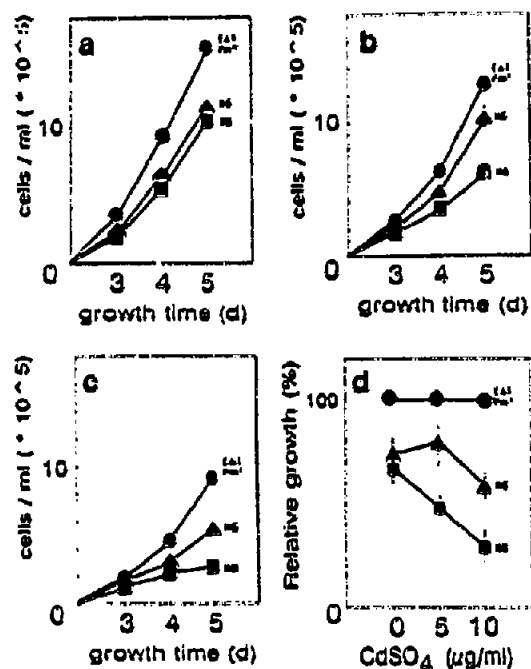 a
cells / ml ( * 10 ^ 5)
10
0
3 4 5
growth time (d)
b
cells / ml ( * 10 ^ 5)
10
0
3 4 5
growth time (d)
c
cells / ml ( * 10 ^ 5)
10
0
3 4 5
growth time (d)
d
Relative growth (%)
100
0
0 5 10
CdSO4 (µg/ml)